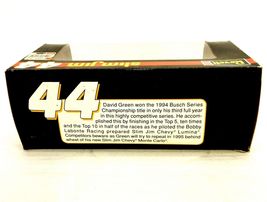 Revell
slim jim
44
David Green won the 1994 Busch Series
Championship title in only his third full year
in this highly competitive series. He accom-
plished this by finishing in the Top 5, ten times
and the Top 10 in half of the races as he piloted the Bobby
Labonte Racing prepared Slim Jim Chevy Lumina.
Competitors beware as Green will try to repeat in 1995 behind
wheel of his new Slim Jim Chevy Monte Carlo.